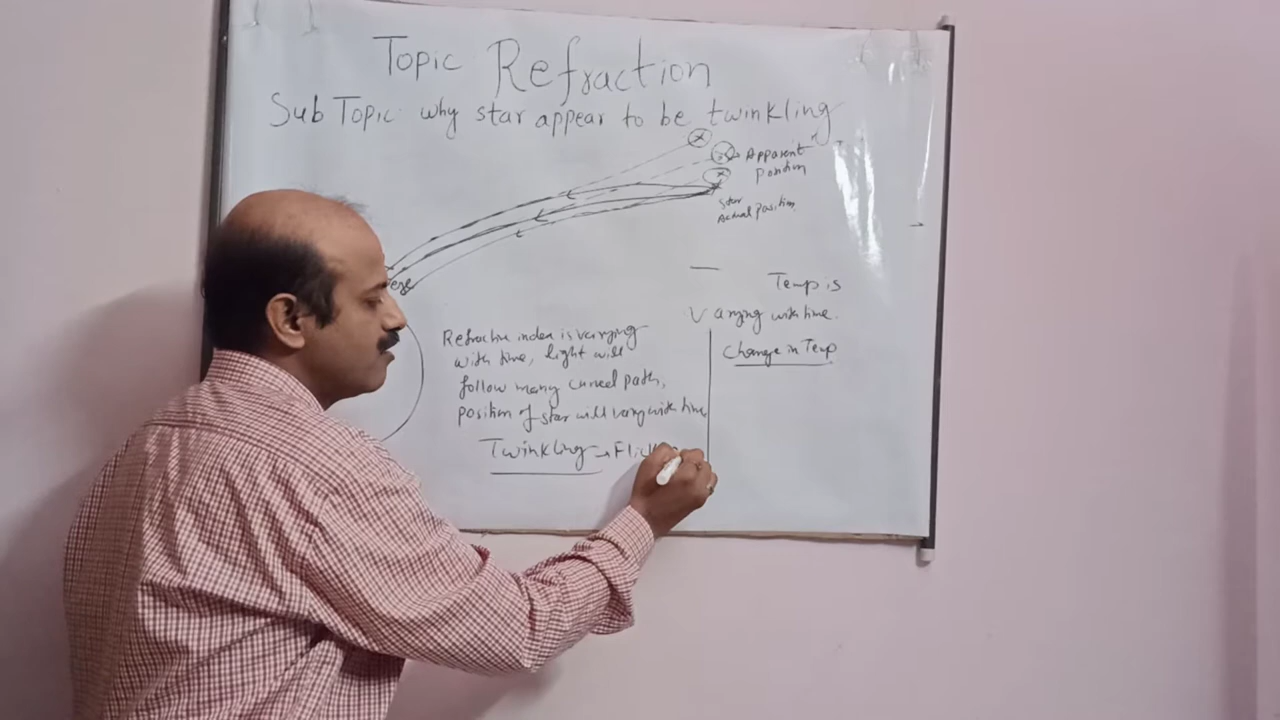 Topic Refraction
Sub Topic why star appear to be twinkling
Apparent
position
star
Actual position
eye
Temp is
Varying with time.
Change in Temp
Refractive index is varying
with time, light will
follow many curved path,
position of star will vary with time
Twinkling → Flick